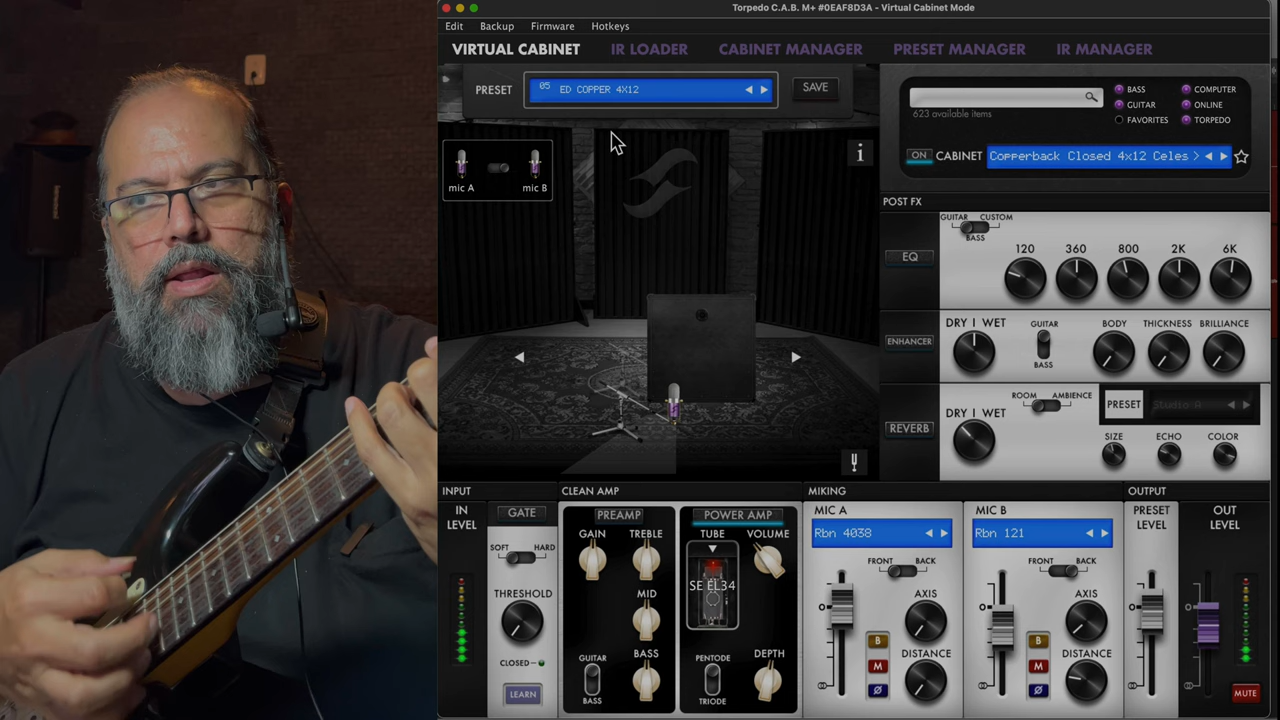 Torpedo C.A.B. M+ #0EAF8D3A - Virtual Cabinet Mode
Edit Backup Firmware Hotkeys
VIRTUAL CABINET IR LOADER CABINET MANAGER PRESET MANAGER IR MANAGER
PRESET 05 ED COPPER 4X12 SAVE
BASS COMPUTER
GUITAR ONLINE
FAVORITES TORPEDO
623 available items
ON CABINET Copperback Closed 4x12 Celes
mic A mic B
i
POST FX
GUITAR CUSTOM
BASS
EQ
120 360 800 2K 6K
ENHANCER
DRY | WET GUITAR BODY THICKNESS BRILLIANCE
BASS
REVERB
DRY | WET ROOM AMBIENCE PRESET Studio A
SIZE ECHO COLOR
INPUT CLEAN AMP MIKING OUTPUT
IN LEVEL
GATE
SOFT HARD
THRESHOLD
CLOSED
LEARN
PREAMP
GAIN TREBLE
MID
BASS
GUITAR
BASS
POWER AMP
TUBE VOLUME
SE EL34
PENTODE DEPTH
TRIODE
MIC A
Rbn 4038
FRONT BACK
0
AXIS
B
M
Ø
DISTANCE
∞
MIC B
Rbn 121
FRONT BACK
0
AXIS
B
M
Ø
DISTANCE
∞
PRESET LEVEL
0
∞
OUT LEVEL
0
∞
MUTE